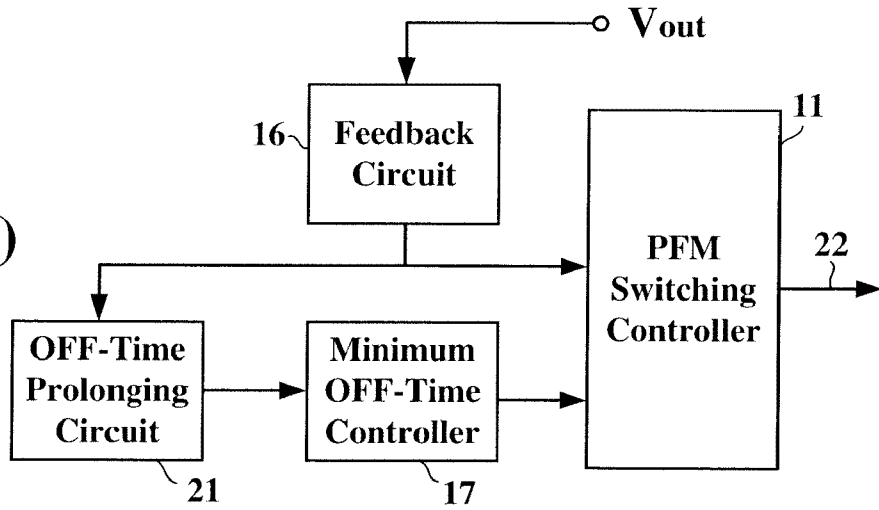 Vout
16
Feedback
Circuit
11
)
PFM
Switching
Controller
22
OFF-Time
Prolonging
Circuit
21
Minimum
OFF-Time
Controller
17